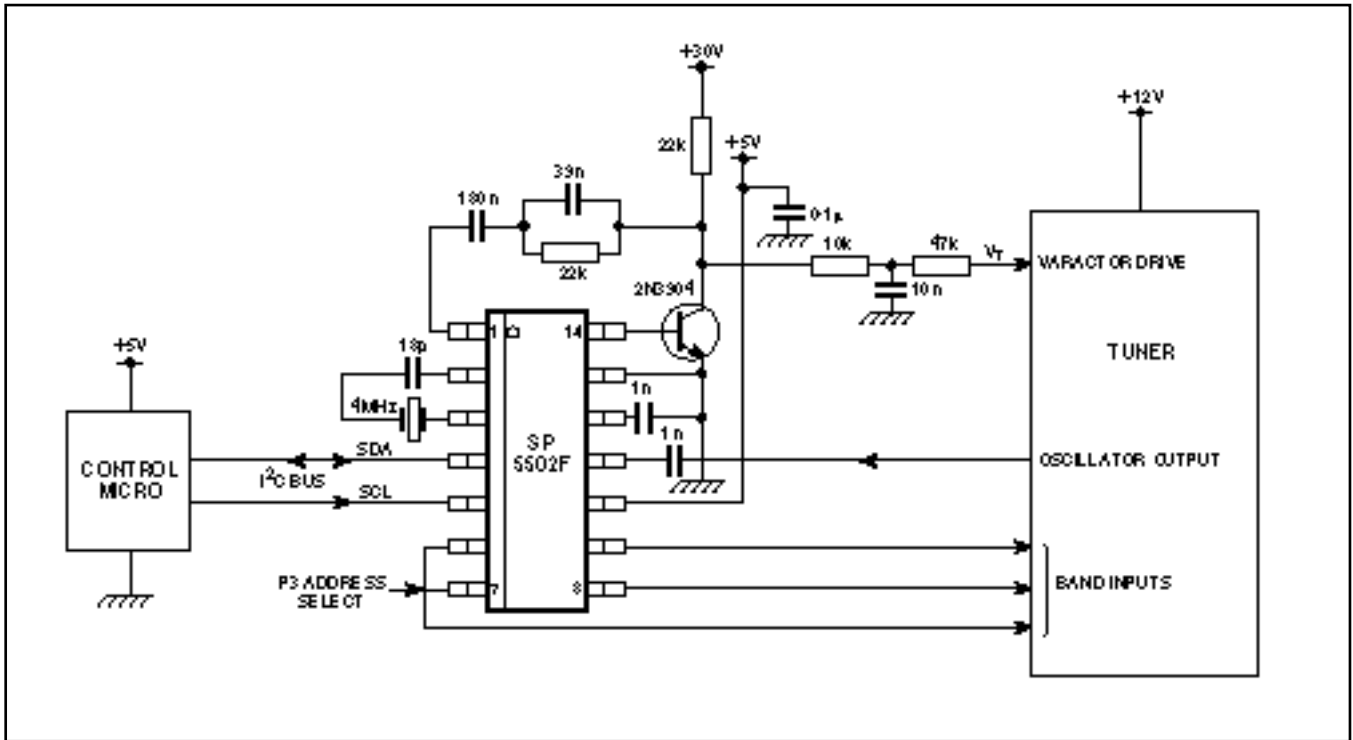 +30V
+12V
22k
+5V
39n
180n
0·1µ
22k
10k
47k
VT
VARACTOR DRIVE
10n
2N3904
TUNER
1
14
18p
+5V
4MHz
1n
1n
SP
5502F
SDA
I2C BUS
SCL
CONTROL
MICRO
OSCILLATOR OUTPUT
P3 ADDRESS
SELECT
7
8
BAND INPUTS